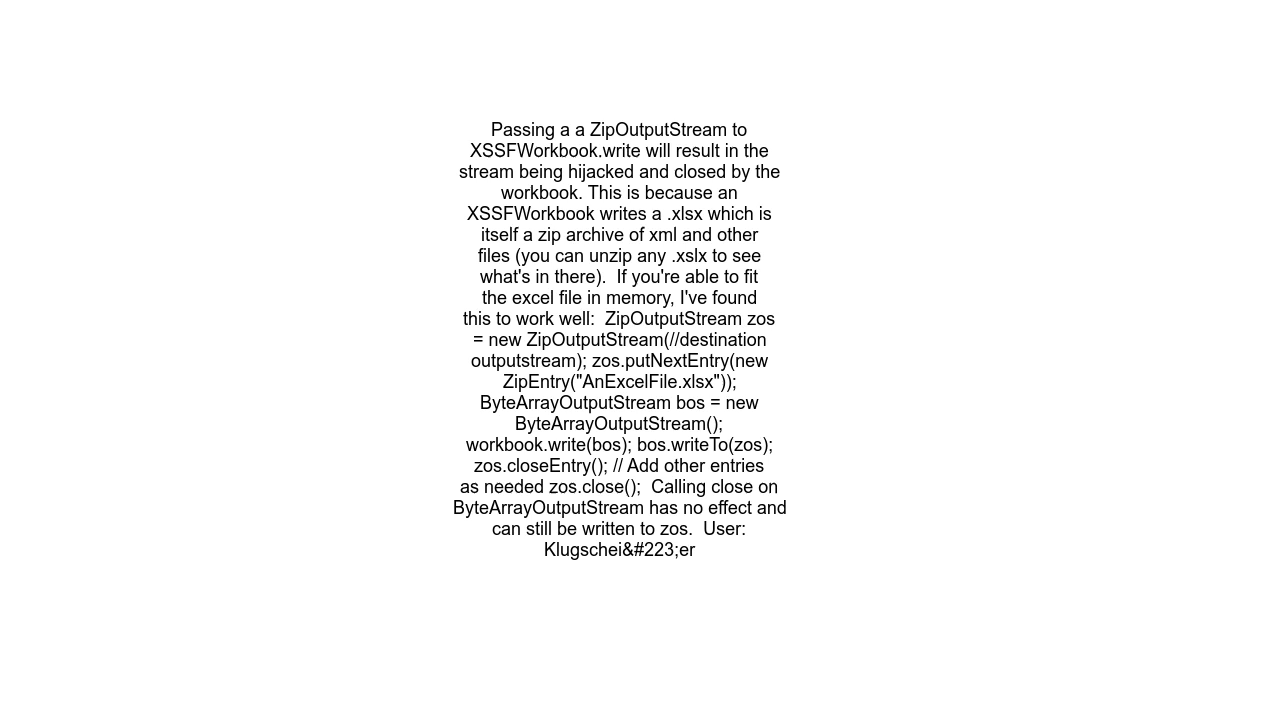 Passing a a ZipOutputStream to
XSSFWorkbook.write will result in the
stream being hijacked and closed by the
workbook. This is because an
XSSFWorkbook writes a .xlsx which is
itself a zip archive of xml and other
files (you can unzip any .xslx to see
what's in there).  If you're able to fit
the excel file in memory, I've found
this to work well:  ZipOutputStream zos
= new ZipOutputStream(//destination
outputstream); zos.putNextEntry(new
ZipEntry("AnExcelFile.xlsx"));
ByteArrayOutputStream bos = new
ByteArrayOutputStream();
workbook.write(bos); bos.writeTo(zos);
zos.closeEntry(); // Add other entries
as needed zos.close();  Calling close on
ByteArrayOutputStream has no effect and
can still be written to zos.  User:
Klugschei&#223;er